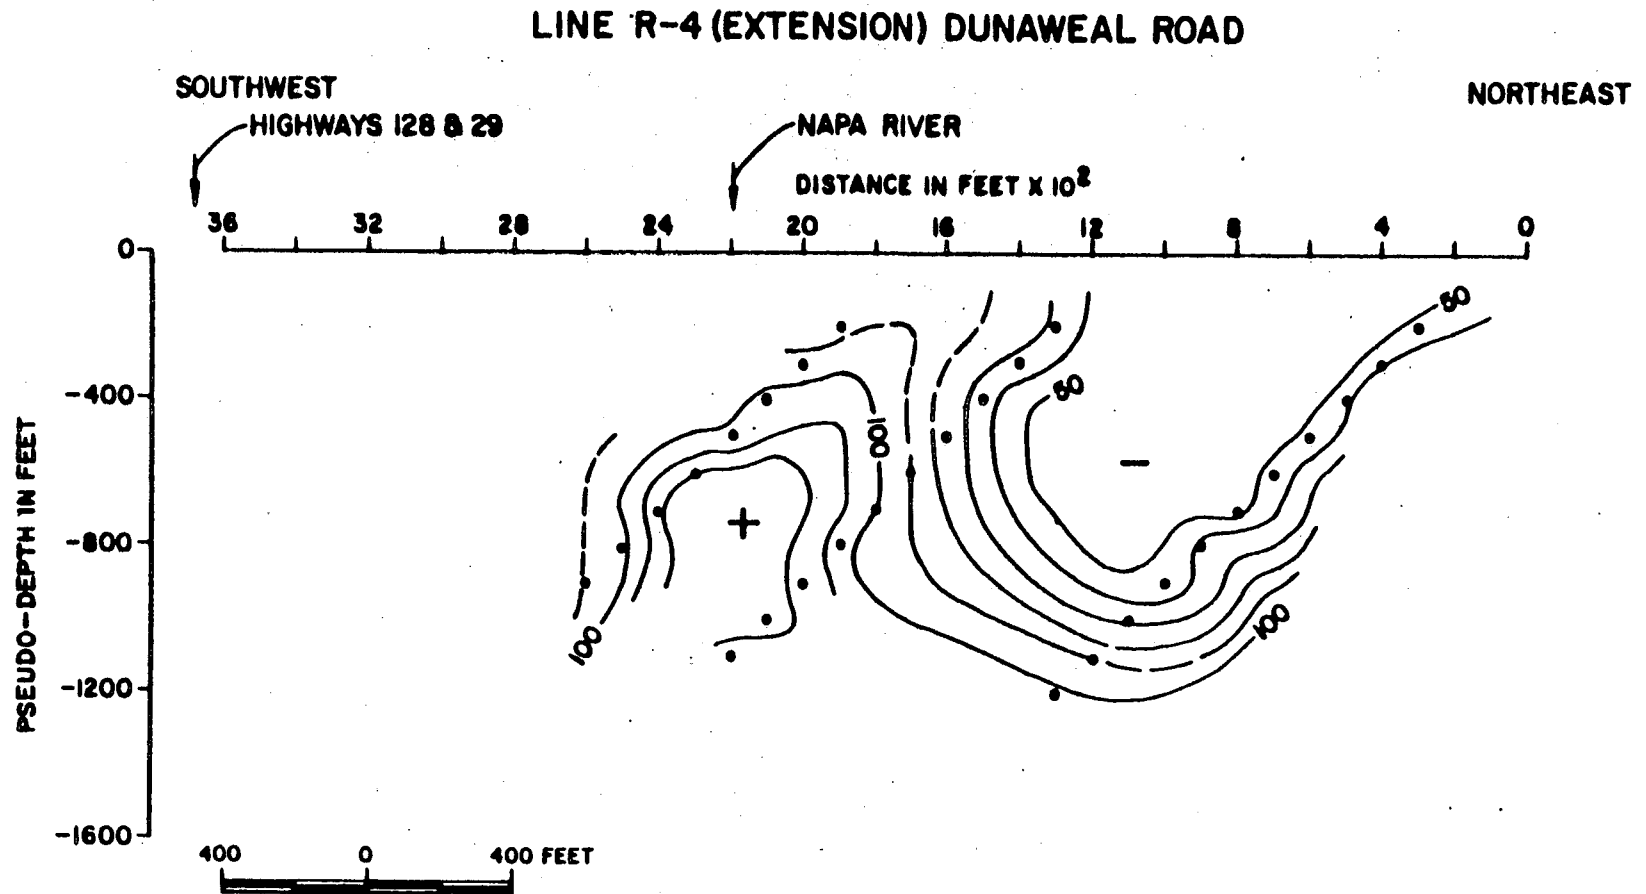 LINE R-4 (EXTENSION) DUNAWEAL ROAD
SOUTHWEST
NORTHEAST
HIGHWAYS 128 & 29
NAPA RIVER
DISTANCE IN FEET X 10²
36 32 28 24 20 16 12 8 4 0
0
-400
-800
-1200
-1600
PSEUDO-DEPTH IN FEET
50
50
100
+
−
100
100
400 0 400 FEET